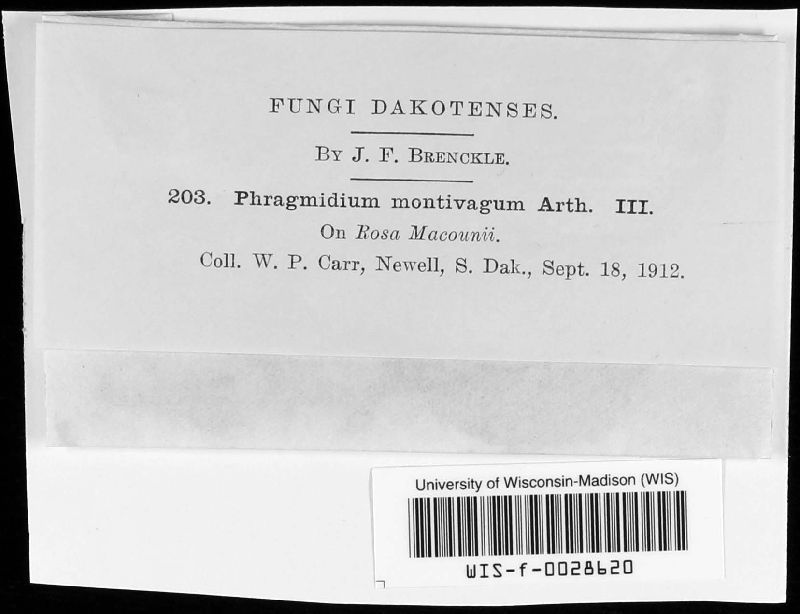 FUNGI DAKOTENSES.
By J. F. Brenckle.
203. Phragmidium montivagum Arth. III.
On Rosa Macounii.
Coll. W. P. Carr, Newell, S. Dak., Sept. 18, 1912.
University of Wisconsin-Madison (WIS)
WIS-f-0028620